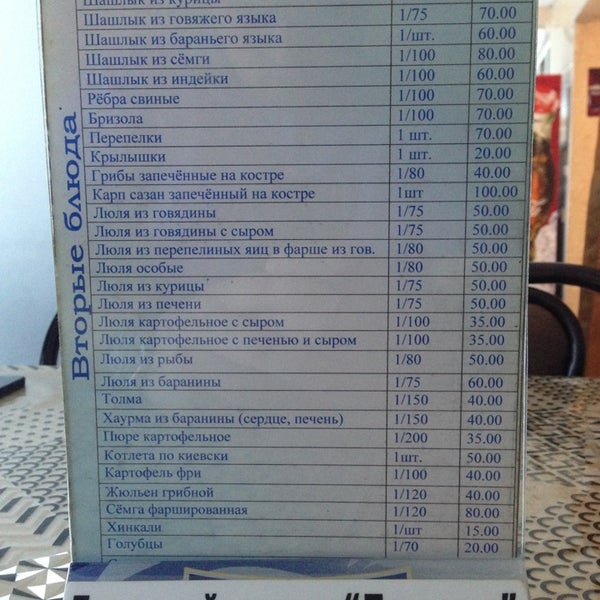 Вторые блюда
Шашлык из курицы
Шашлык из говяжего языка 1/75 70.00
Шашлык из бараньего языка 1/шт. 60.00
Шашлык из сёмги 1/100 80.00
Шашлык из индейки 1/100 60.00
Рёбра свиные 1/100 70.00
Бризола 1/100 70.00
Перепелки 1 шт. 70.00
Крылышки 1 шт. 20.00
Грибы запечённые на костре 1/80 40.00
Карп сазан запечённый на костре 1шт 100.00
Люля из говядины 1/75 50.00
Люля из говядины с сыром 1/75 50.00
Люля из перепелиных яиц в фарше из гов. 1/80 50.00
Люля особые 1/80 50.00
Люля из курицы 1/75 50.00
Люля из печени 1/75 50.00
Люля картофельное с сыром 1/100 35.00
Люля картофельное с печенью и сыром 1/100 35.00
Люля из рыбы 1/80 50.00
Люля из баранины 1/75 60.00
Толма 1/150 40.00
Хаурма из баранины (сердце, печень) 1/150 40.00
Пюре картофельное 1/200 35.00
Котлета по киевски 1шт. 50.00
Картофель фри 1/100 40.00
Жюльен грибной 1/120 40.00
Сёмга фаршированная 1/120 80.00
Хинкали 1/шт 15.00
Голубцы 1/70 20.00